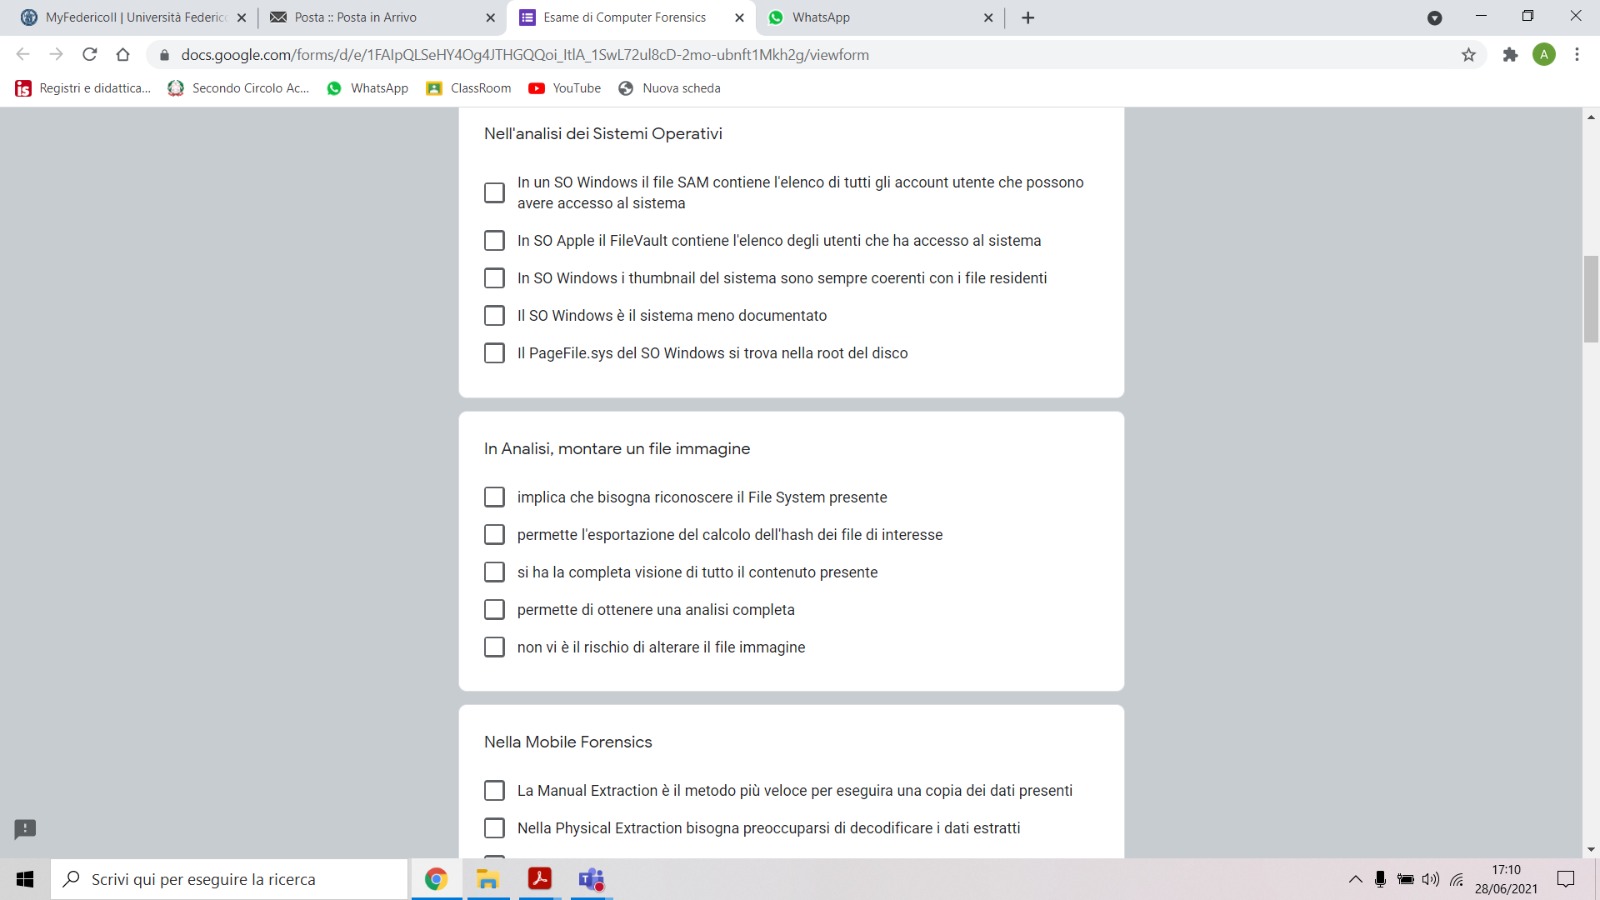 MyFedericoII | Università Federico
Posta :: Posta in Arrivo
Esame di Computer Forensics
WhatsApp
docs.google.com/forms/d/e/1FAIpQLSeHY4Og4JTHGQQoi_ItlA_1SwL72ul8cD-2mo-ubnft1Mkh2g/viewform
A
Registri e didattica...
Secondo Circolo Ac...
WhatsApp
ClassRoom
YouTube
Nuova scheda
Nell'analisi dei Sistemi Operativi
In un SO Windows il file SAM contiene l'elenco di tutti gli account utente che possono
avere accesso al sistema
In SO Apple il FileVault contiene l'elenco degli utenti che ha accesso al sistema
In SO Windows i thumbnail del sistema sono sempre coerenti con i file residenti
Il SO Windows è il sistema meno documentato
Il PageFile.sys del SO Windows si trova nella root del disco
In Analisi, montare un file immagine
implica che bisogna riconoscere il File System presente
permette l'esportazione del calcolo dell'hash dei file di interesse
si ha la completa visione di tutto il contenuto presente
permette di ottenere una analisi completa
non vi è il rischio di alterare il file immagine
Nella Mobile Forensics
La Manual Extraction è il metodo più veloce per eseguira una copia dei dati presenti
Nella Physical Extraction bisogna preoccuparsi di decodificare i dati estratti
Scrivi qui per eseguire la ricerca
17:10
28/06/2021